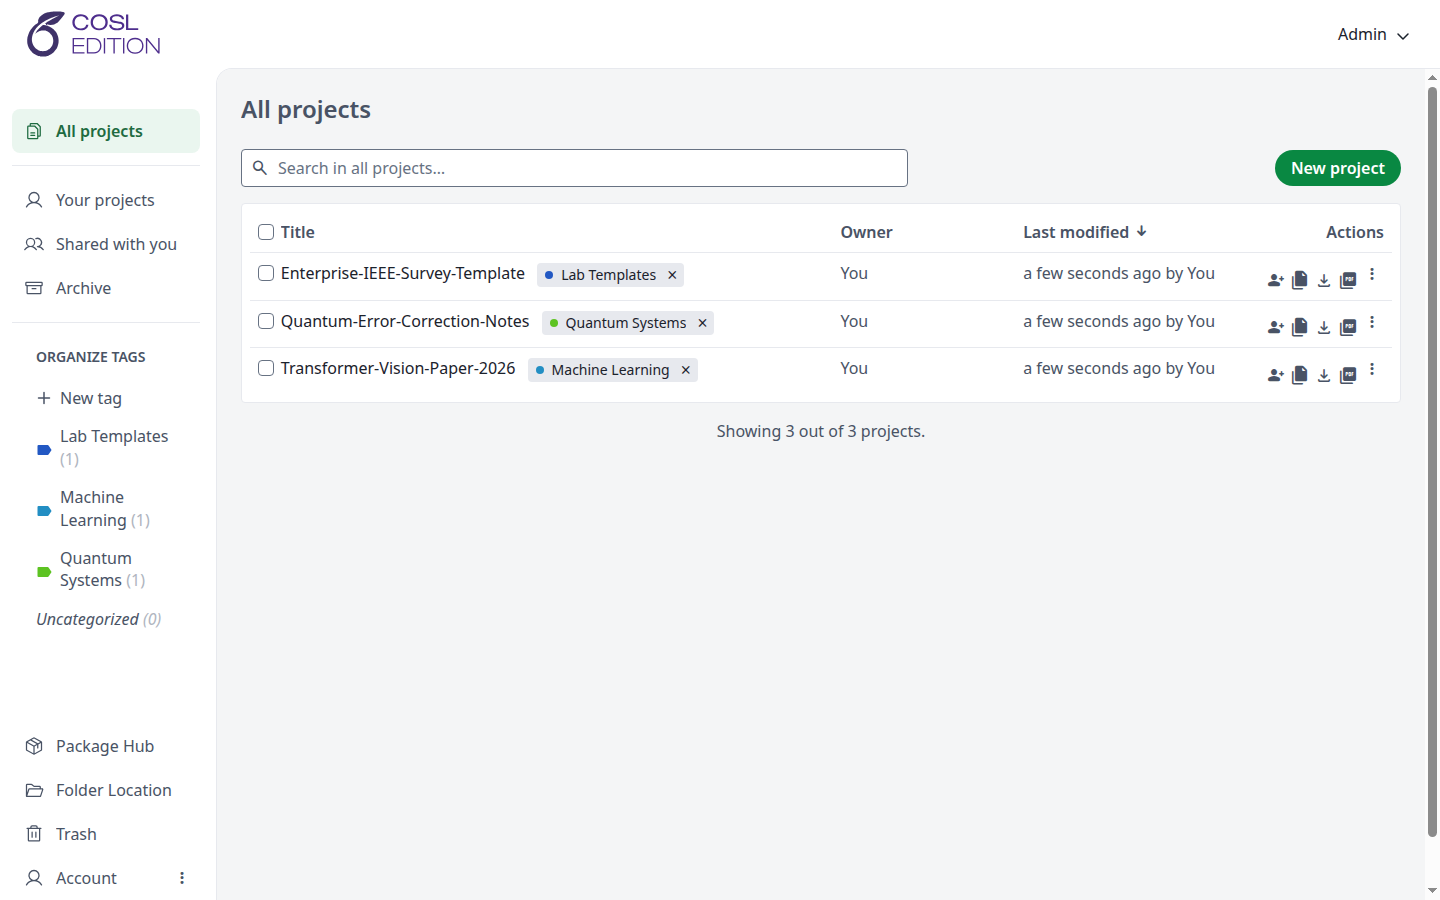 COSL
EDITION
Admin
All projects
Your projects
Shared with you
Archive
ORGANIZE TAGS
New tag
Lab Templates
(1)
Machine
Learning (1)
Quantum
Systems (1)
Uncategorized (0)
Package Hub
Folder Location
Trash
Account
All projects
Search in all projects...
New project
Title Owner Last modified Actions
Enterprise-IEEE-Survey-Template Lab Templates × You a few seconds ago by You
Quantum-Error-Correction-Notes Quantum Systems × You a few seconds ago by You
Transformer-Vision-Paper-2026 Machine Learning × You a few seconds ago by You
Showing 3 out of 3 projects.